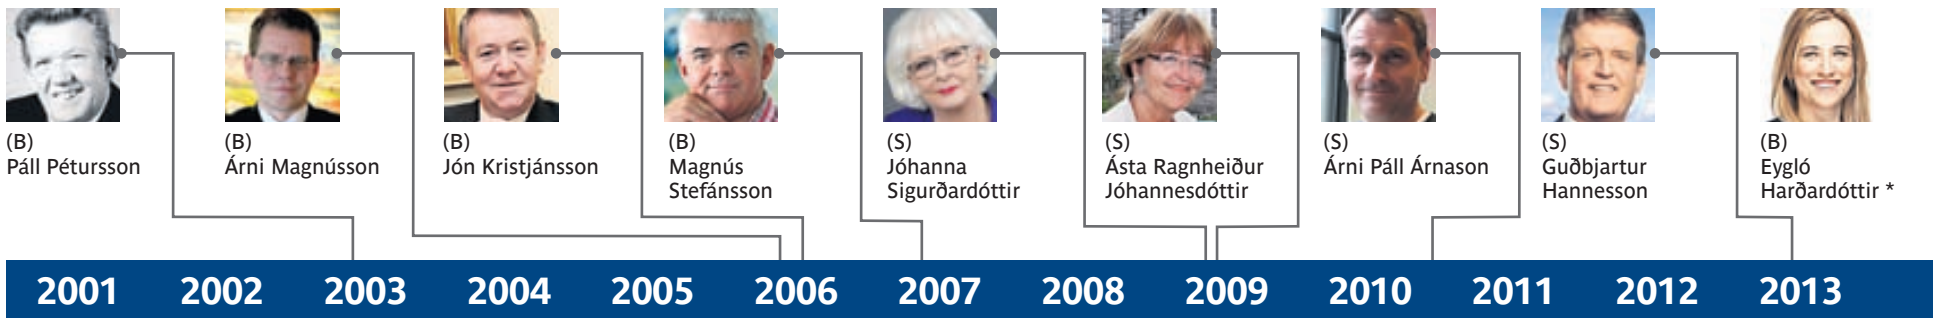 (B)
Páll Pétursson
(B)
Árni Magnússon
(B)
Jón Kristjánsson
(B)
Magnús
Stefánsson
(S)
Jóhanna
Sigurðardóttir
(S)
Ásta Ragnheiður
Jóhannesdóttir
(S)
Árni Páll Árnason
(S)
Guðbjartur
Hannesson
(B)
Eygló
Harðardóttir *
2001 2002 2003 2004 2005 2006 2007 2008 2009 2010 2011 2012 2013